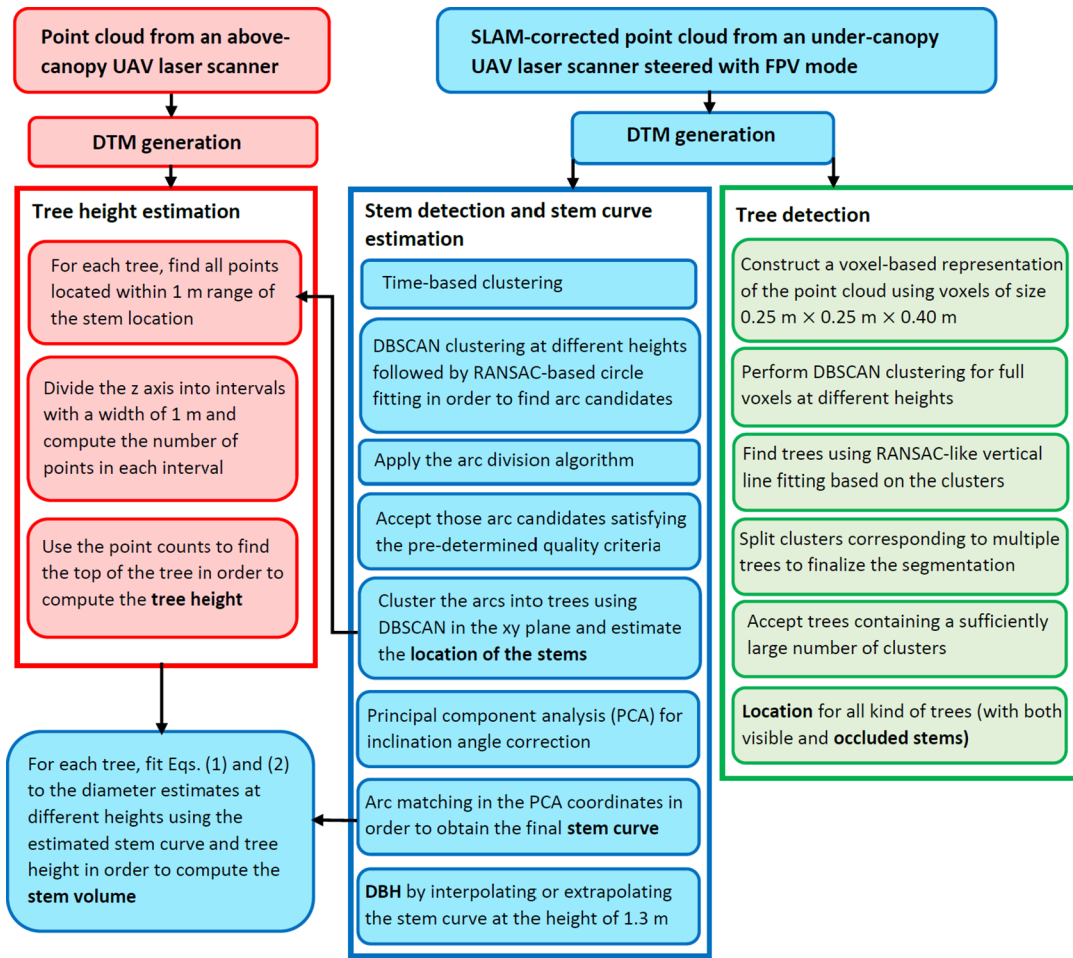 Point cloud from an above-
canopy UAV laser scanner
DTM generation
Tree height estimation
For each tree, find all points
located within 1 m range of
the stem location
Divide the z axis into intervals
with a width of 1 m and
compute the number of
points in each interval
Use the point counts to find
the top of the tree in order to
compute the tree height
For each tree, fit Eqs. (1) and (2)
to the diameter estimates at
different heights using the
estimated stem curve and tree
height in order to compute the
stem volume
SLAM-corrected point cloud from an under-canopy
UAV laser scanner steered with FPV mode
DTM generation
Stem detection and stem curve
estimation
Time-based clustering
DBSCAN clustering at different heights
followed by RANSAC-based circle
fitting in order to find arc candidates
Apply the arc division algorithm
Accept those arc candidates satisfying
the pre-determined quality criteria
Cluster the arcs into trees using
DBSCAN in the xy plane and estimate
the location of the stems
Principal component analysis (PCA) for
inclination angle correction
Arc matching in the PCA coordinates in
order to obtain the final stem curve
DBH by interpolating or extrapolating
the stem curve at the height of 1.3 m
Tree detection
Construct a voxel-based representation
of the point cloud using voxels of size
0.25 m × 0.25 m × 0.40 m
Perform DBSCAN clustering for full
voxels at different heights
Find trees using RANSAC-like vertical
line fitting based on the clusters
Split clusters corresponding to multiple
trees to finalize the segmentation
Accept trees containing a sufficiently
large number of clusters
Location for all kind of trees (with both
visible and occluded stems)